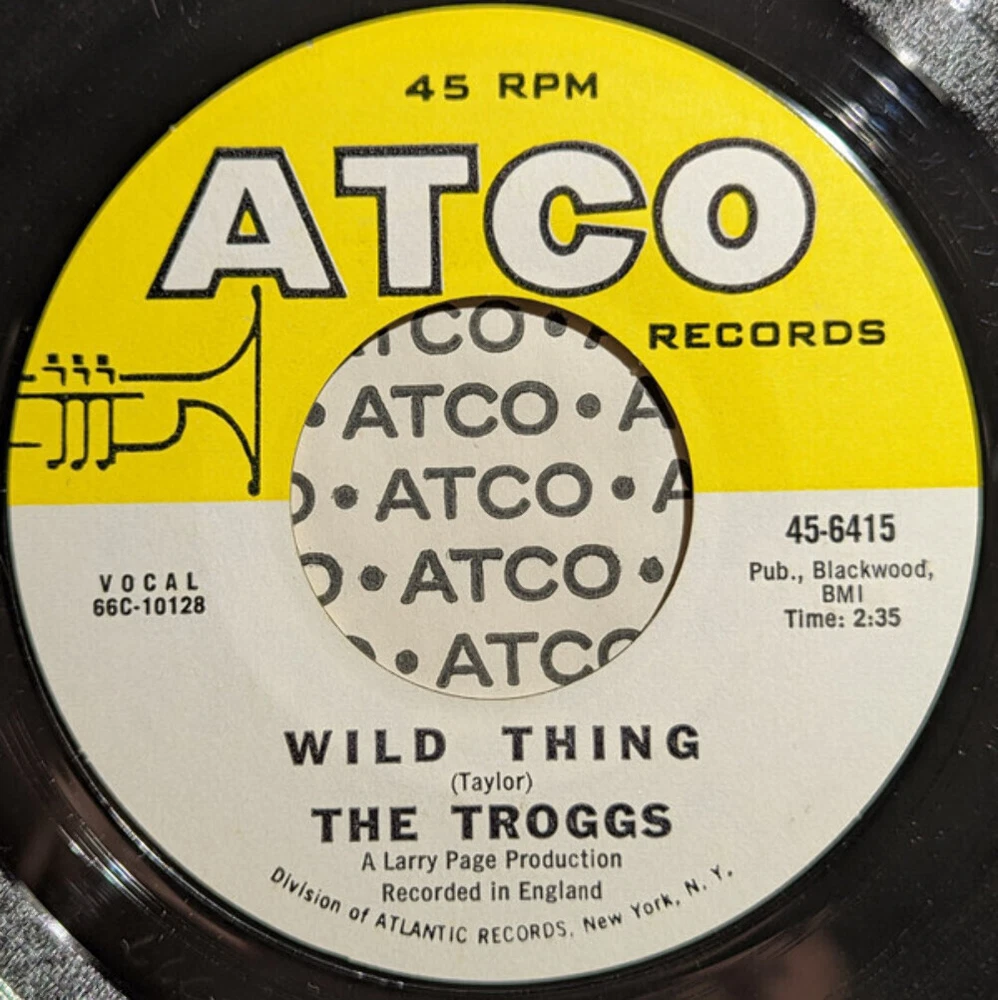 45 RPM
ATCO
RECORDS
ATCO •
• ATCO •
• ATCO •
• ATCO •
• ATCO
45-6415
Pub., Blackwood,
BMI
Time: 2:35
VOCAL
66C-10128
WILD THING
(Taylor)
THE TROGGS
A Larry Page Production
Recorded in England
Division of ATLANTIC RECORDS, New York, N. Y.